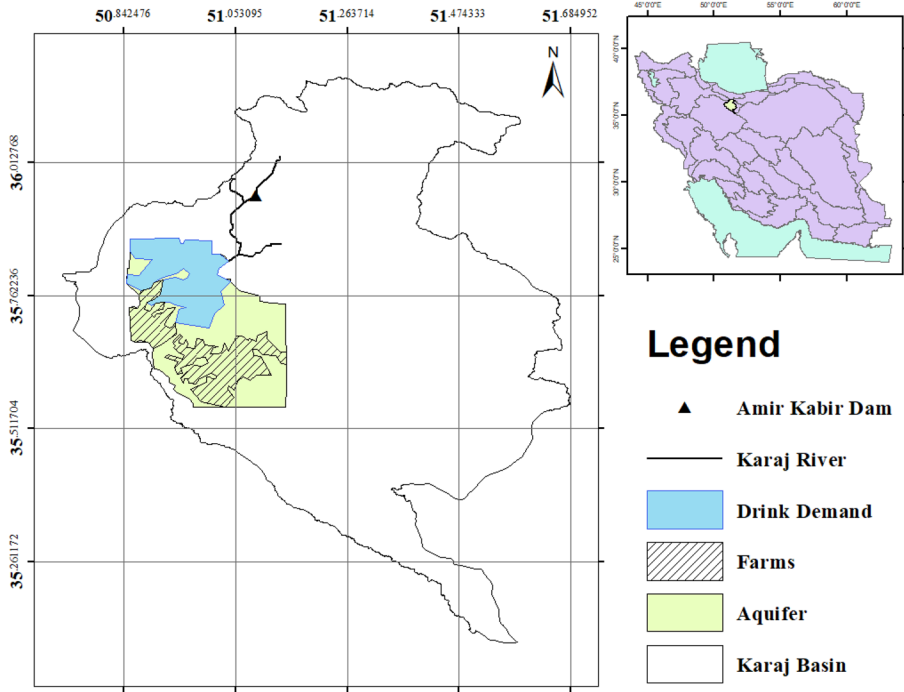 50.842476 51.053095 51.263714 51.474333 51.684952
N
36.012768
35.762236
35.511704
35.261172
45°0'0"E 50°0'0"E 55°0'0"E 60°0'0"E
40°0'0"N
35°0'0"N
30°0'0"N
25°0'0"N
Legend
Amir Kabir Dam
Karaj River
Drink Demand
Farms
Aquifer
Karaj Basin